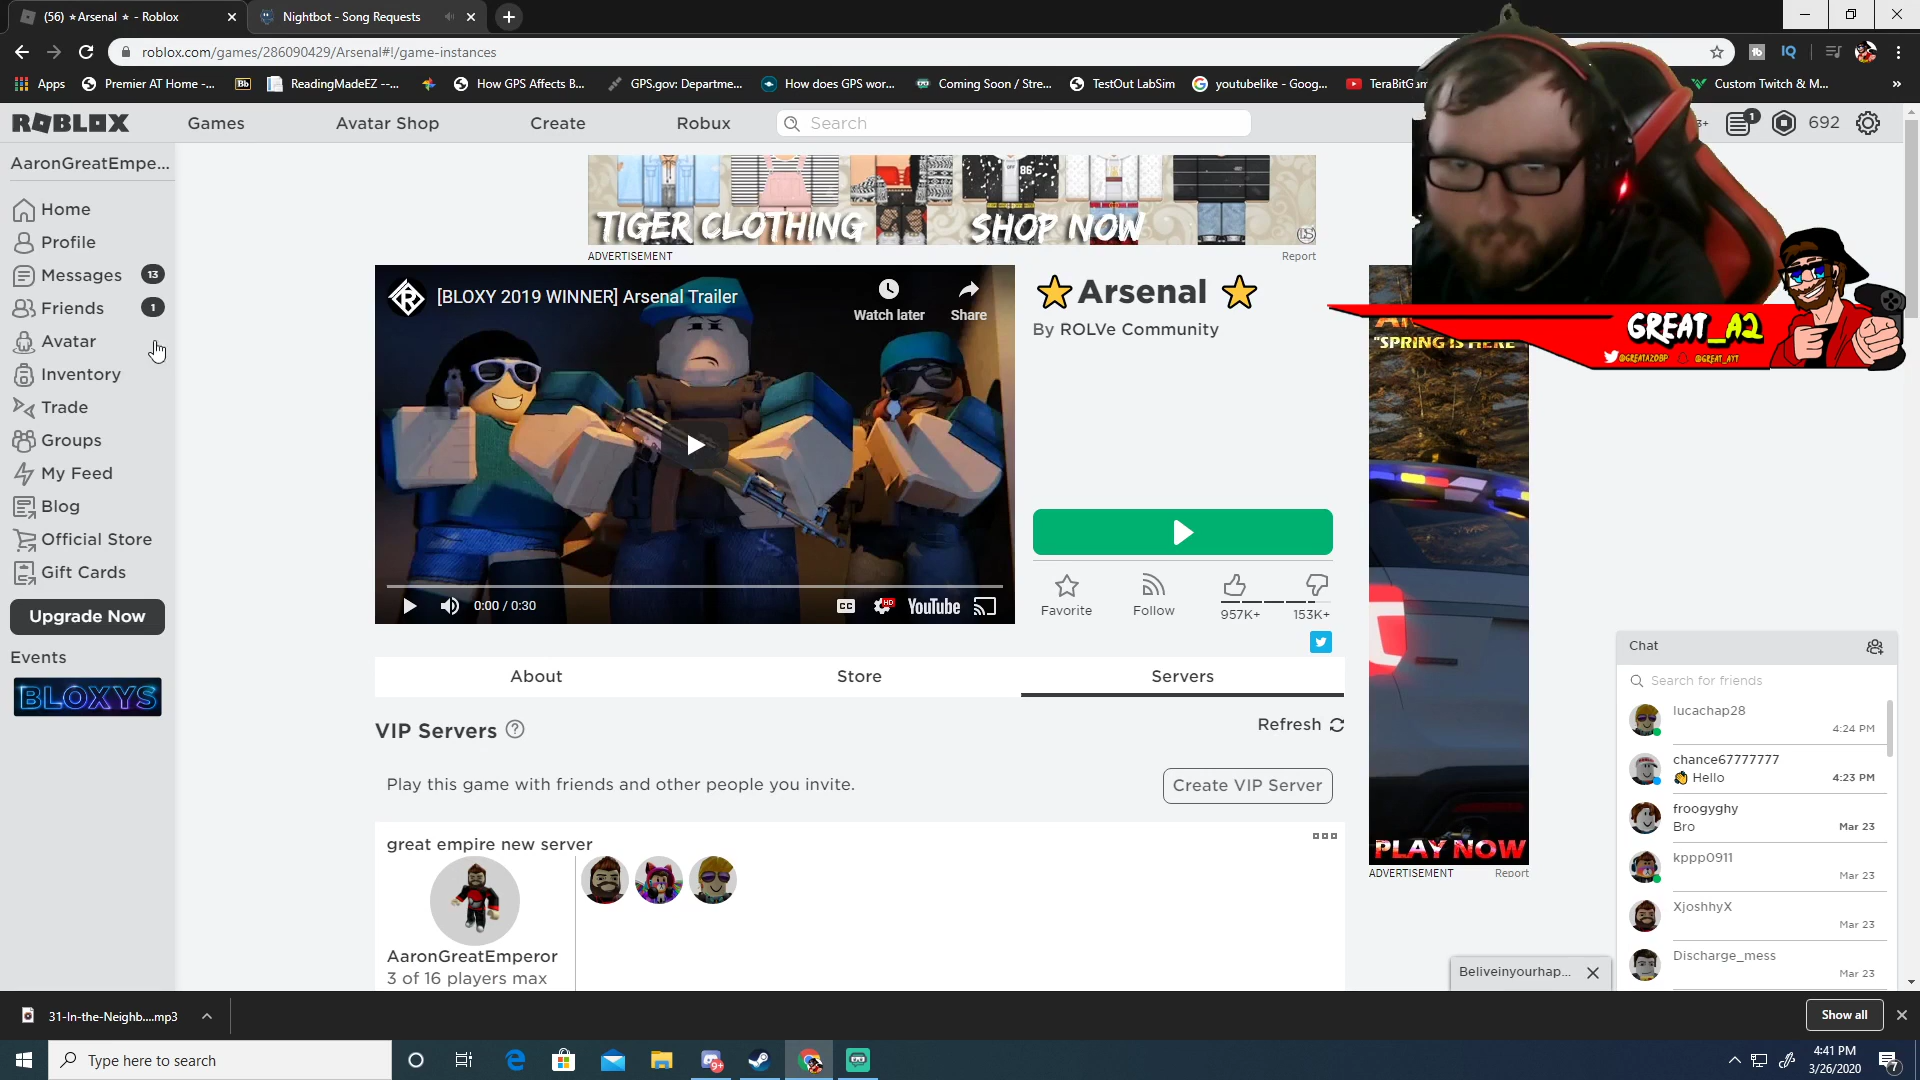 (56) ⭐Arsenal ⭐ - Roblox
Nightbot - Song Requests
roblox.com/games/286090429/Arsenal#!/game-instances
Apps
Premier AT Home -...
Bb
ReadingMadeEZ --...
How GPS Affects B...
GPS.gov: Departme...
How does GPS wor...
Coming Soon / Stre...
TestOut LabSim
youtubelike - Goog...
Custom Twitch & M...
ROBLOX
Games
Avatar Shop
Create
Robux
Search
1
692
AaronGreatEmpe...
Home
Profile
Messages 13
Friends 1
Avatar
Inventory
Trade
Groups
My Feed
Blog
Official Store
Gift Cards
Upgrade Now
Events
BLOXYS
TIGER CLOTHING SHOP NOW
ADVERTISEMENT
Report
[BLOXY 2019 WINNER] Arsenal Trailer
Watch later
Share
0:00 / 0:30
CC
HD
YouTube
⭐Arsenal ⭐
By ROLVe Community
Favorite
Follow
957K+
153K+
About
Store
Servers
VIP Servers
Refresh
Play this game with friends and other people you invite.
Create VIP Server
great empire new server
AaronGreatEmperor
3 of 16 players max
GREAT_A2
@GREATA2OBP
@GREAT_AYT
"SPRING IS HERE
PLAY NOW
ADVERTISEMENT
Report
Chat
Search for friends
lucachap28
4:24 PM
chance67777777
👏 Hello
4:23 PM
froogyghy
Bro
Mar 23
kppp0911
Mar 23
XjoshhyX
Mar 23
Discharge_mess
Mar 23
Beliveinyourhap...
31-In-the-Neighb....mp3
Show all
Type here to search
9+
4:41 PM
3/26/2020
7